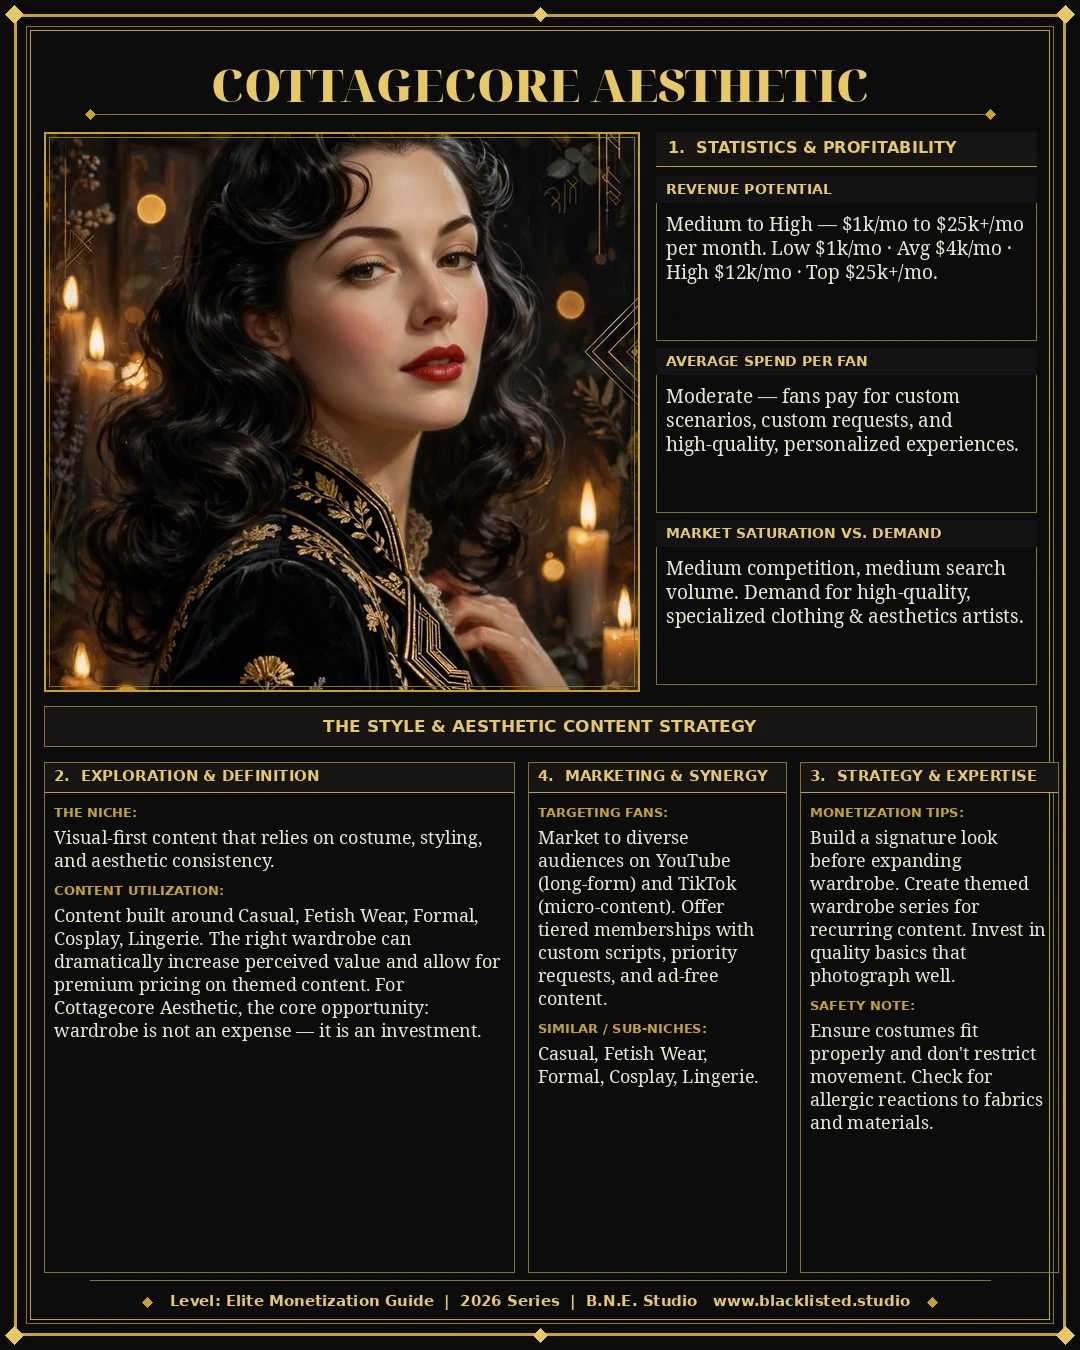 COTTAGECORE AESTHETIC
1. STATISTICS & PROFITABILITY
REVENUE POTENTIAL
Medium to High — $1k/mo to $25k+/mo
per month. Low $1k/mo · Avg $4k/mo ·
High $12k/mo · Top $25k+/mo.
AVERAGE SPEND PER FAN
Moderate — fans pay for custom
scenarios, custom requests, and
high-quality, personalized experiences.
MARKET SATURATION VS. DEMAND
Medium competition, medium search
volume. Demand for high-quality,
specialized clothing & aesthetics artists.
THE STYLE & AESTHETIC CONTENT STRATEGY
2. EXPLORATION & DEFINITION
THE NICHE:
Visual-first content that relies on costume, styling,
and aesthetic consistency.
CONTENT UTILIZATION:
Content built around Casual, Fetish Wear, Formal,
Cosplay, Lingerie. The right wardrobe can
dramatically increase perceived value and allow for
premium pricing on themed content. For
Cottagecore Aesthetic, the core opportunity:
wardrobe is not an expense — it is an investment.
4. MARKETING & SYNERGY
TARGETING FANS:
Market to diverse
audiences on YouTube
(long-form) and TikTok
(micro-content). Offer
tiered memberships with
custom scripts, priority
requests, and ad-free
content.
SIMILAR / SUB-NICHES:
Casual, Fetish Wear,
Formal, Cosplay, Lingerie.
3. STRATEGY & EXPERTISE
MONETIZATION TIPS:
Build a signature look
before expanding
wardrobe. Create themed
wardrobe series for
recurring content. Invest in
quality basics that
photograph well.
SAFETY NOTE:
Ensure costumes fit
properly and don't restrict
movement. Check for
allergic reactions to fabrics
and materials.
Level: Elite Monetization Guide | 2026 Series | B.N.E. Studio www.blacklisted.studio